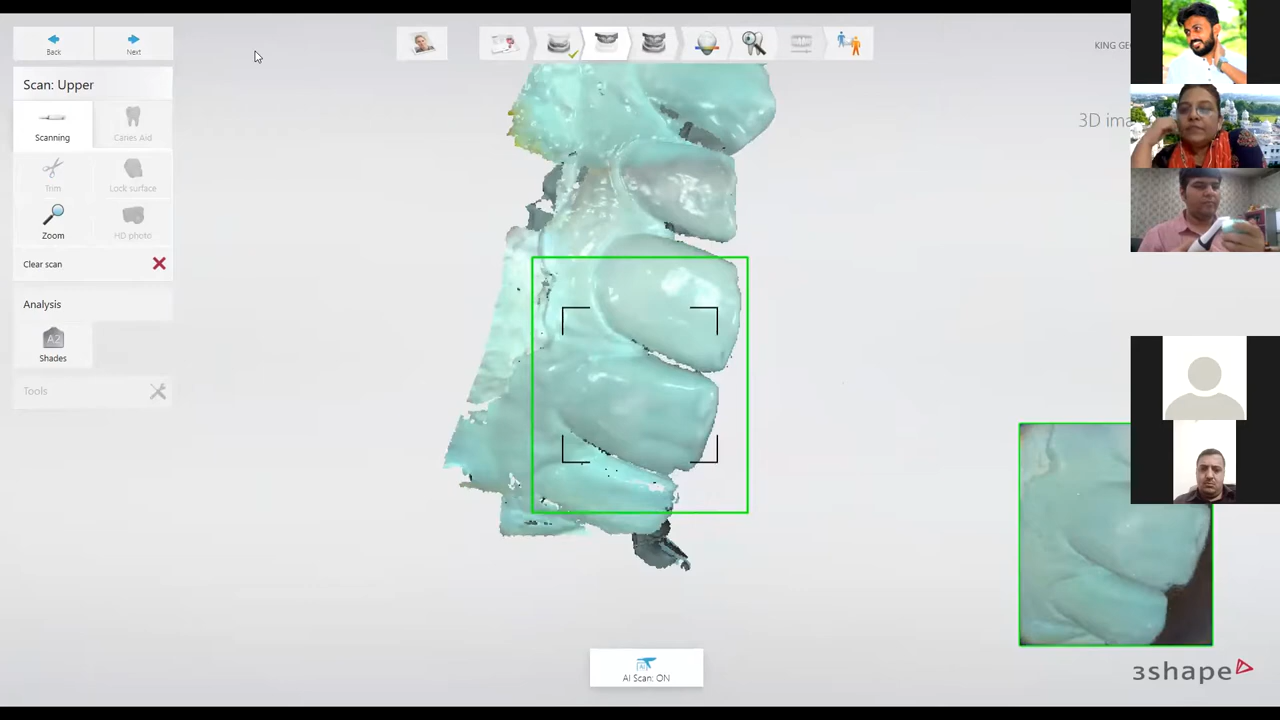 Back
Next
KING GE
Scan: Upper
3D ima
Scanning
Caries Aid
Trim
Lock surface
Zoom
HD photo
Clear scan
Analysis
A2
Shades
Tools
AI Scan: ON
3shape